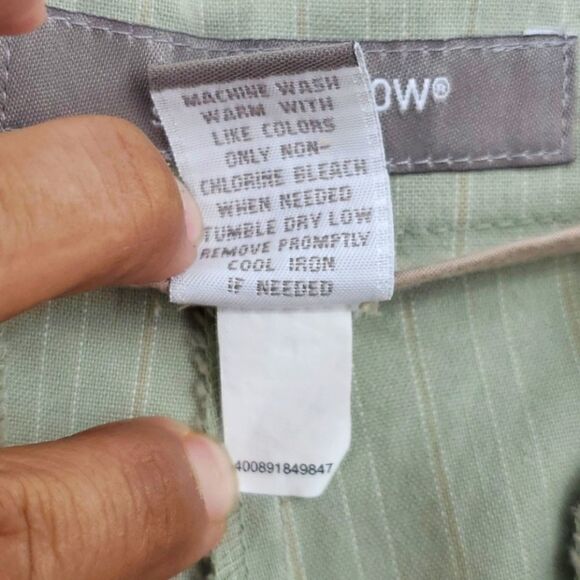 OW®
MACHINE WASH
WARM WITH
LIKE COLORS
ONLY NON-
CHLORINE BLEACH
WHEN NEEDED
TUMBLE DRY LOW
REMOVE PROMPTLY
COOL IRON
IF NEEDED
400891849847